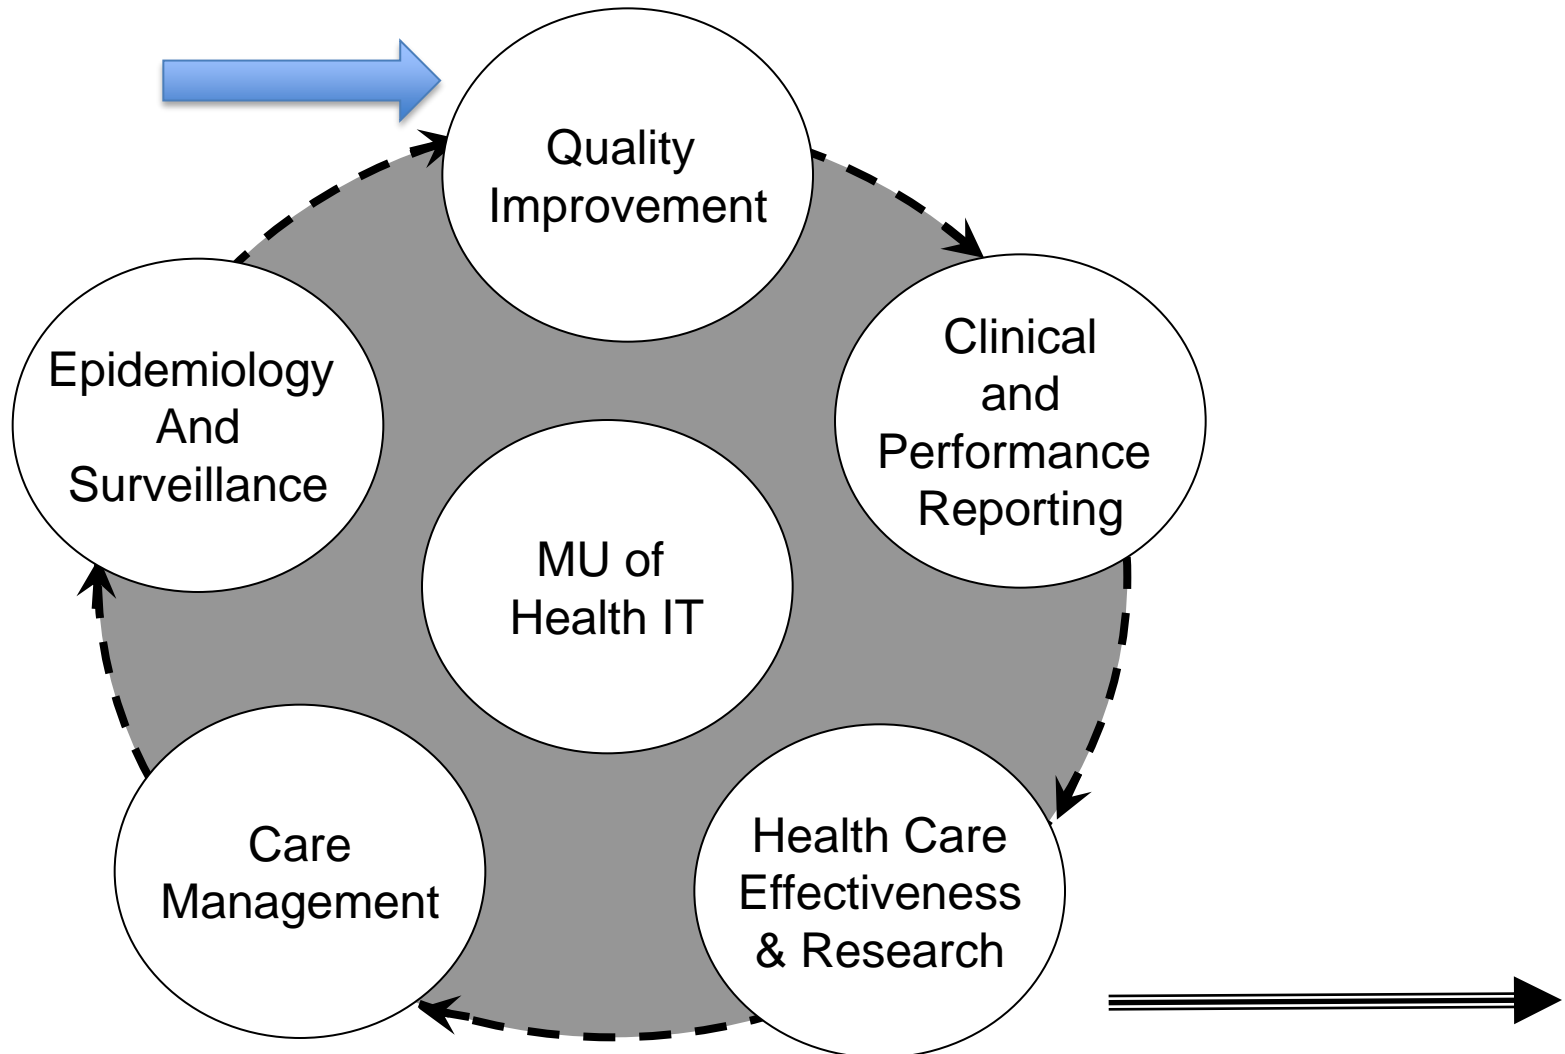 Quality
Improvement
Clinical
and
Performance
Reporting
Epidemiology
And
Surveillance
MU of
Health IT
Health Care
Effectiveness
& Research
Care
Management